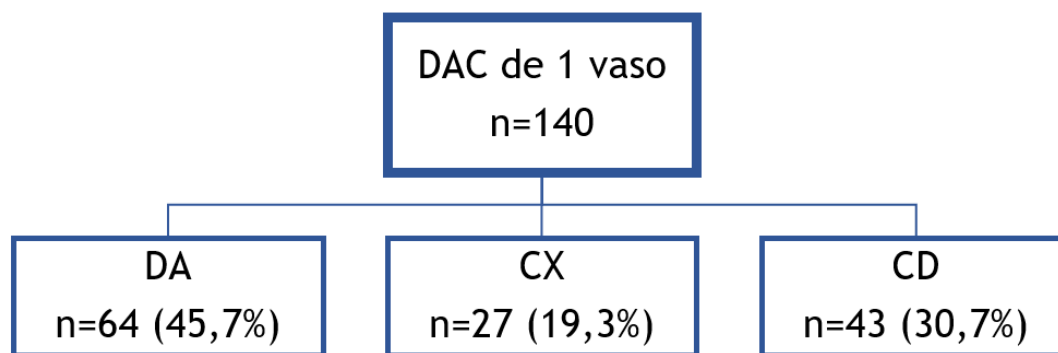 DAC de 1 vaso
n=140
DA
n=64 (45,7%)
CX
n=27 (19,3%)
CD
n=43 (30,7%)